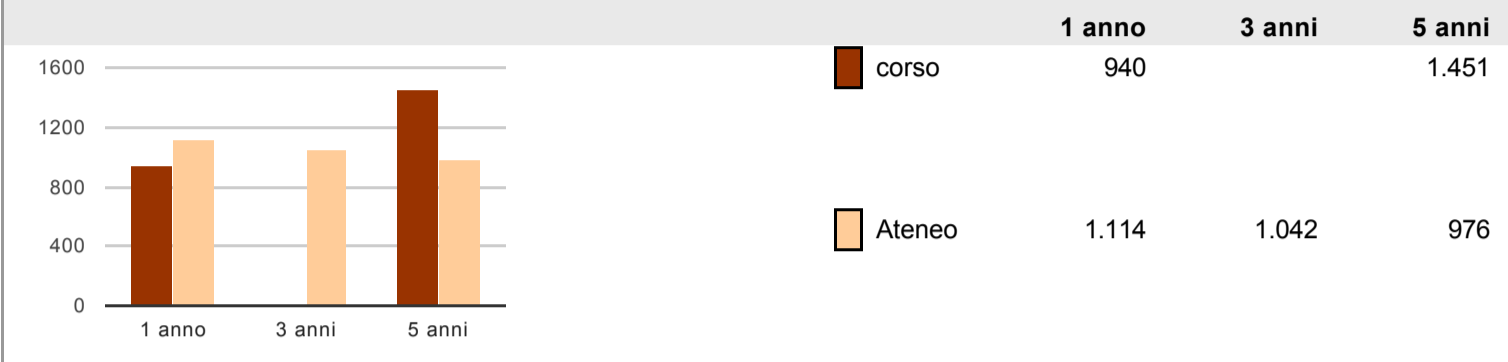 1 anno 3 anni 5 anni
1600
1200
800
400
0
1 anno 3 anni 5 anni
corso 940 1.451
Ateneo 1.114 1.042 976